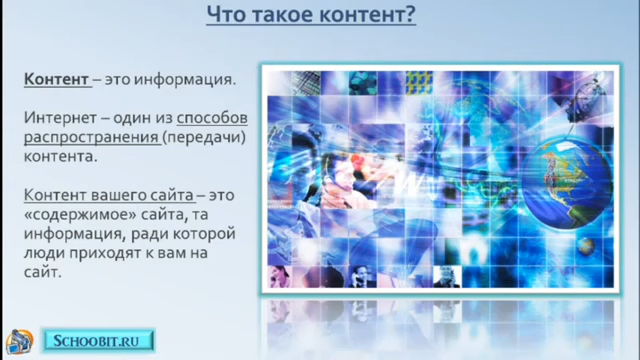 Что такое контент?
Контент – это информация.
Интернет – один из способов
распространения (передачи)
контента.
Контент вашего сайта – это
«содержимое» сайта, та
информация, ради которой
люди приходят к вам на
сайт.
SCHOOBIT.RU